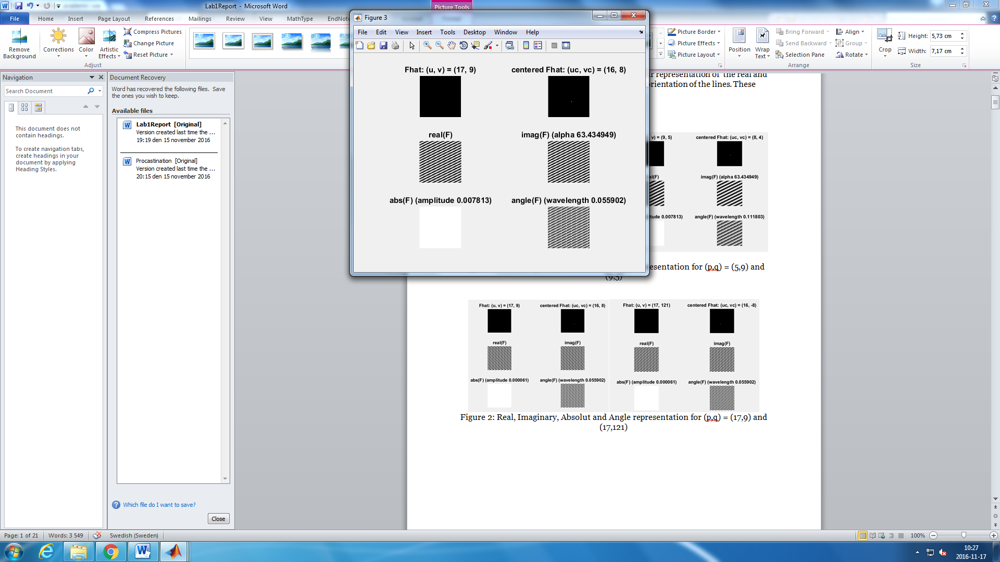 Lab1Report - Microsoft Word
Picture Tools
File
Home
Insert
Page Layout
References
Mailings
Review
View
MathType
EndNote
Remove Background
Corrections
Color
Artistic Effects
Compress Pictures
Change Picture
Reset Picture
Adjust
Picture Border
Picture Effects
Picture Layout
Position
Wrap Text
Bring Forward
Send Backward
Selection Pane
Align
Group
Rotate
Arrange
Crop
Height: 5,73 cm
Width: 7,17 cm
Size
Navigation
Search Document
This document does not
contain headings.
To create navigation tabs,
create headings in your
document by applying
Heading Styles.
Document Recovery
Word has recovered the following files. Save
the ones you wish to keep.
Available files
Lab1Report [Original]
Version created last time the ...
19:19 den 15 november 2016
Procastination [Original]
Version created last time the ...
20:15 den 15 november 2016
Which file do I want to save?
Close
Figure 3
File Edit View Insert Tools Desktop Window Help
Fhat: (u, v) = (17, 9)
centered Fhat: (uc, vc) = (16, 8)
real(F)
imag(F) (alpha 63.434949)
abs(F) (amplitude 0.007813)
angle(F) (wavelength 0.055902)
representation of the real and
orientation of the lines. These
v) = (9, 5)
centered Fhat: (uc, vc) = (8, 4)
imag(F) (alpha 63.434949)
0.007813)
angle(F) (wavelength 0.111803)
esentation for (p,q) = (5,9) and
(9,5)
Fhat: (u, v) = (17, 9)
centered Fhat: (uc, vc) = (16, 8)
Fhat: (u, v) = (17, 121)
centered Fhat: (uc, vc) = (16, -8)
real(F)
imag(F)
real(F)
imag(F)
abs(F) (amplitude 0.000061)
angle(F) (wavelength 0.055902)
abs(F) (amplitude 0.000061)
angle(F) (wavelength 0.055902)
Figure 2: Real, Imaginary, Absolut and Angle representation for (p,q) = (17,9) and
(17,121)
Page: 1 of 21
Words: 3 549
Swedish (Sweden)
100%
10:27
2016-11-17